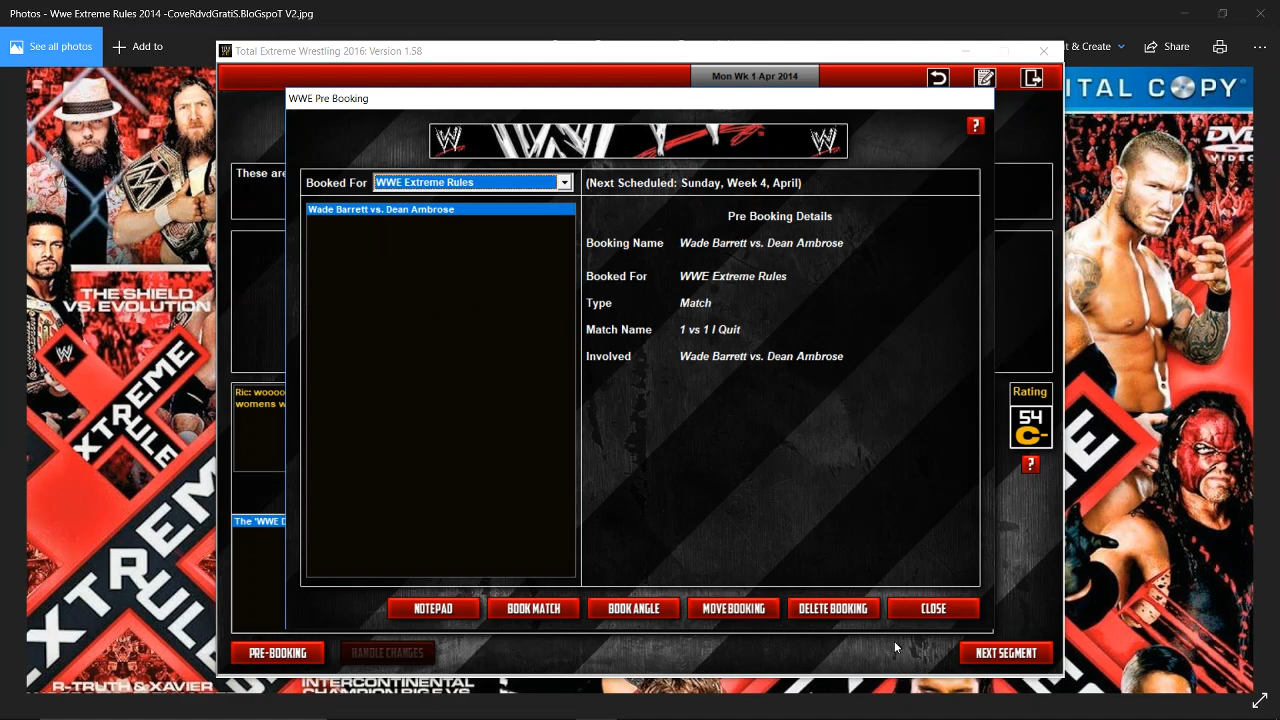 Photos - Wwe Extreme Rules 2014 -CoveRdvdGratiS.BloGspoT V2.jpg
See all photos
Add to
t & Create
Share
Total Extreme Wrestling 2016: Version 1.58
Mon Wk 1 Apr 2014
WWE Pre Booking
?
These are
Booked For
WWE Extreme Rules
(Next Scheduled: Sunday, Week 4, April)
Wade Barrett vs. Dean Ambrose
Pre Booking Details
Booking Name
Wade Barrett vs. Dean Ambrose
Booked For
WWE Extreme Rules
Type
Match
Match Name
1 vs 1 I Quit
Involved
Wade Barrett vs. Dean Ambrose
Ric: woooo
womens w
Rating
54
C-
?
The 'WWE D
NOTEPAD
BOOK MATCH
BOOK ANGLE
MOVE BOOKING
DELETE BOOKING
CLOSE
PRE-BOOKING
HANDLE CHANGES
NEXT SEGMENT
ITAL COPY
DVD
VIDEO
THE SHIELD
VS. EVOLUTION
EXTREME
RULE
EXTREME
RULE
R-TRUTH & XAVIER
INTERCONTINENTAL
CHAMPION BIG E VS